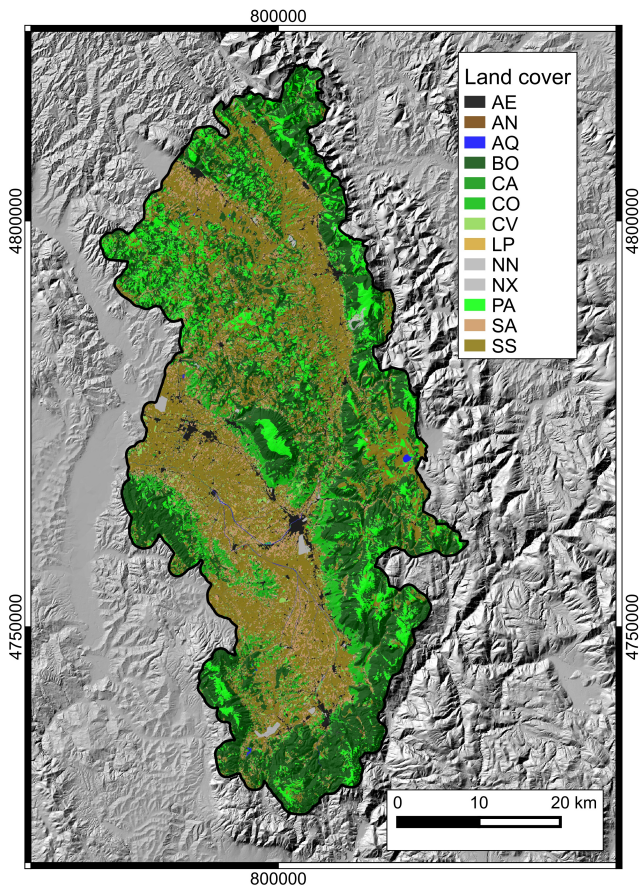 800000
Land cover
AE
AN
AQ
BO
CA
CO
CV
LP
NN
NX
PA
SA
SS
4800000
4800000
4750000
4750000
0 10 20 km
800000